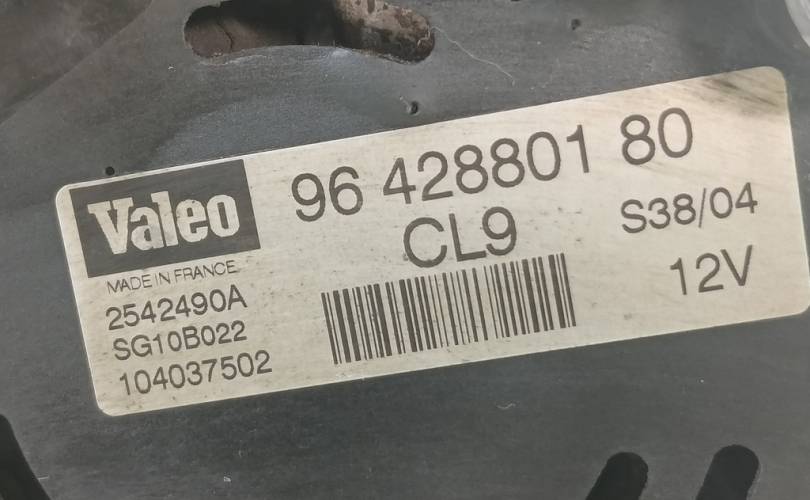 Valeo
MADE IN FRANCE
2542490A
SG10B022
104037502
96 428801 80
CL9
S38/04
12V